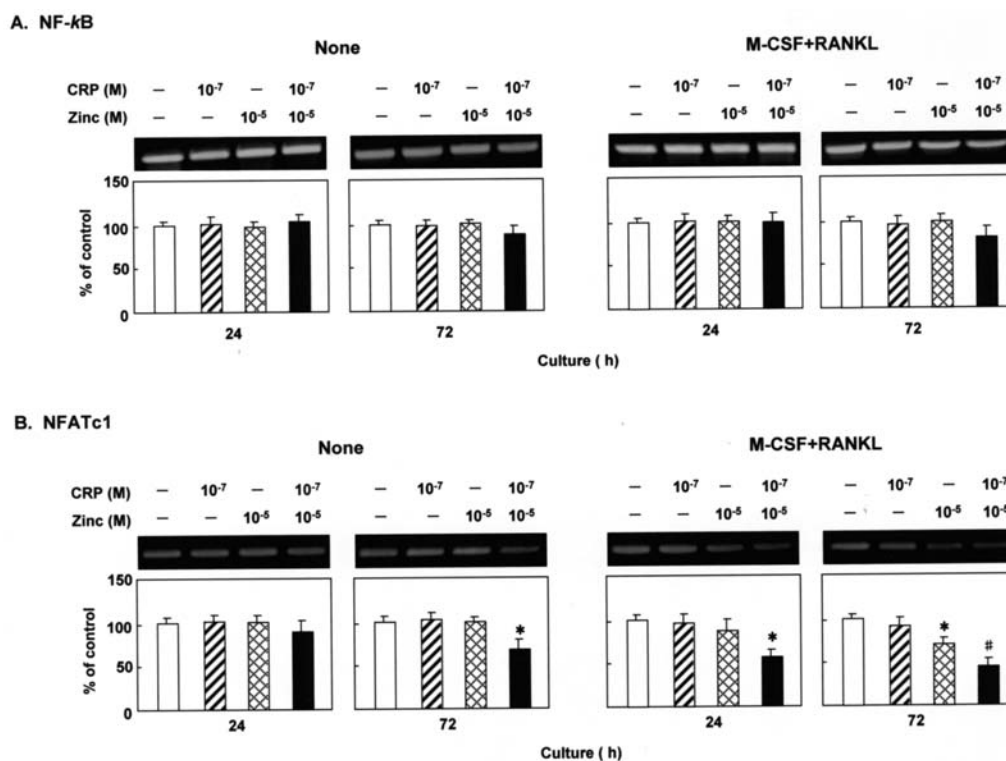 A. NF-kB
None
M-CSF+RANKL
CRP (M) — 10-7 — 10-7 — 10-7 — 10-7 — 10-7 — 10-7 — 10-7 — 10-7
Zinc (M) — — 10-5 10-5 — — 10-5 10-5 — — 10-5 10-5 — — 10-5 10-5
150
100
50
0
% of control
24 72 24 72
Culture ( h)
B. NFATc1
None
M-CSF+RANKL
CRP (M) — 10-7 — 10-7 — 10-7 — 10-7 — 10-7 — 10-7 — 10-7 — 10-7
Zinc (M) — — 10-5 10-5 — — 10-5 10-5 — — 10-5 10-5 — — 10-5 10-5
150
100
50
0
% of control
* * * #
24 72 24 72
Culture ( h)